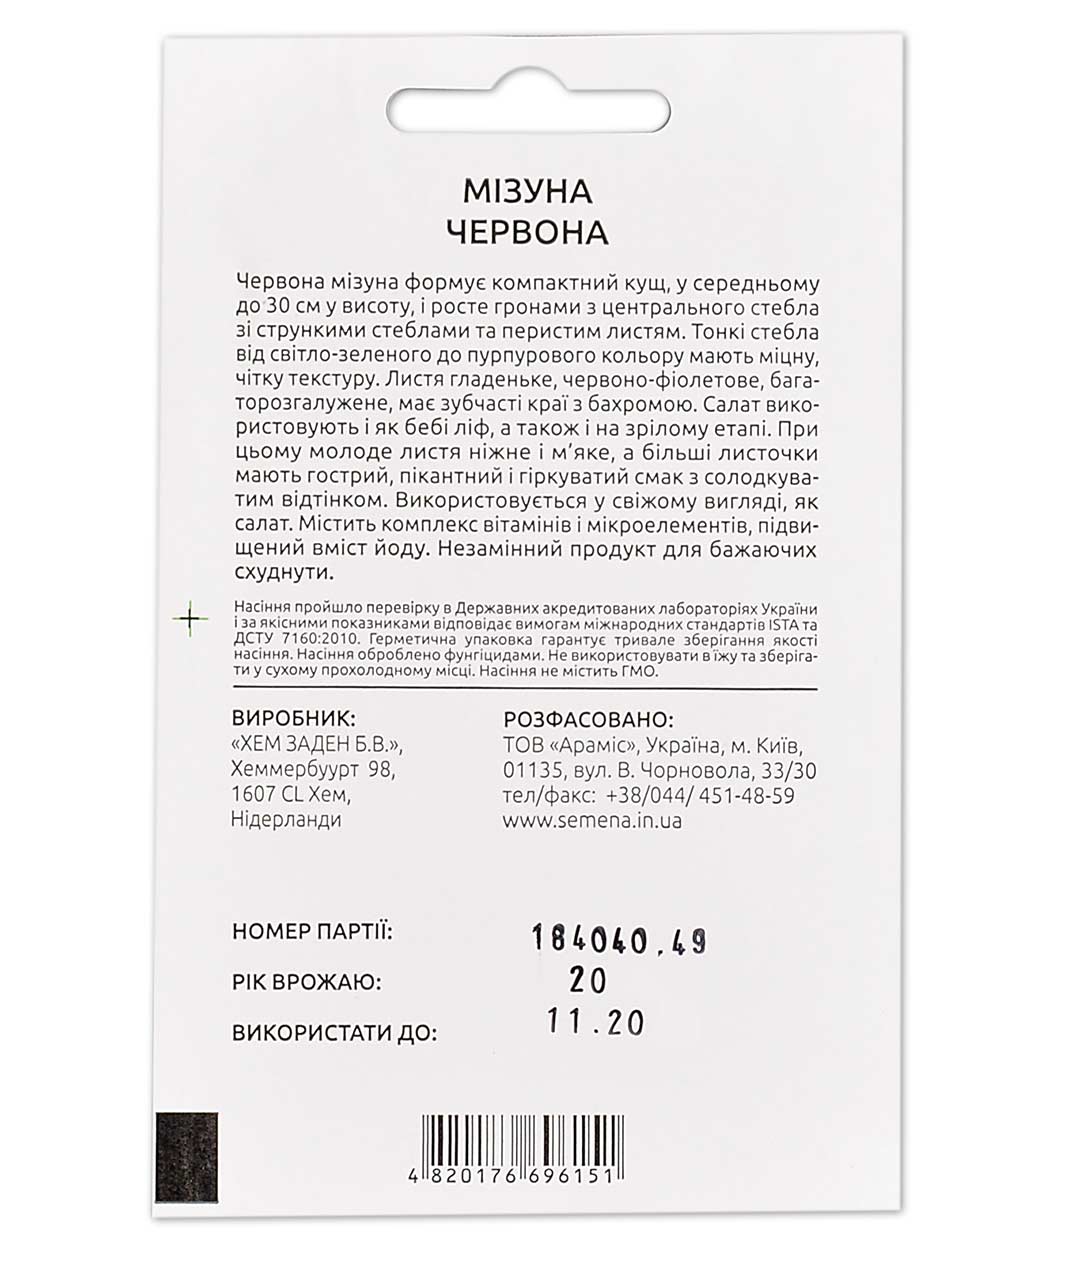 МІЗУНА
ЧЕРВОНА
Червона мізуна формує компактний кущ, у середньому
до 30 см у висоту, і росте гронами з центрального стебла
зі стрункими стеблами та перистим листям. Тонкі стебла
від світло-зеленого до пурпурового кольору мають міцну,
чітку текстуру. Листя гладеньке, червоно-фіолетове, бага-
торозгалужене, має зубчасті краї з бахромою. Салат вико-
ристовують і як бебі ліф, а також і на зрілому етапі. При
цьому молоде листя ніжне і м’яке, а більші листочки
мають гострий, пікантний і гіркуватий смак з солодкува-
тим відтінком. Використовується у свіжому вигляді, як
салат. Містить комплекс вітамінів і мікроелементів, підви-
щений вміст йоду. Незамінний продукт для бажаючих
схуднути.
Насіння пройшло перевірку в Державних акредитованих лабораторіях України
і за якісними показниками відповідає вимогам міжнародних стандартів ISTA та
ДСТУ 7160:2010. Герметична упаковка гарантує тривале зберігання якості
насіння. Насіння оброблено фунгіцидами. Не використовувати в їжу та зберіга-
ти у сухому прохолодному місці. Насіння не містить ГМО.
ВИРОБНИК:
«ХЕМ ЗАДЕН Б.В.»,
Хеммербуурт 98,
1607 CL Хем,
Нідерланди
РОЗФАСОВАНО:
ТОВ «Араміс», Україна, м. Київ,
01135, вул. В. Чорновола, 33/30
тел/факс: +38/044/ 451-48-59
www.semena.in.ua
НОМЕР ПАРТІЇ: 184040.49
РІК ВРОЖАЮ: 20
ВИКОРИСТАТИ ДО: 11.20
4 820176 696151